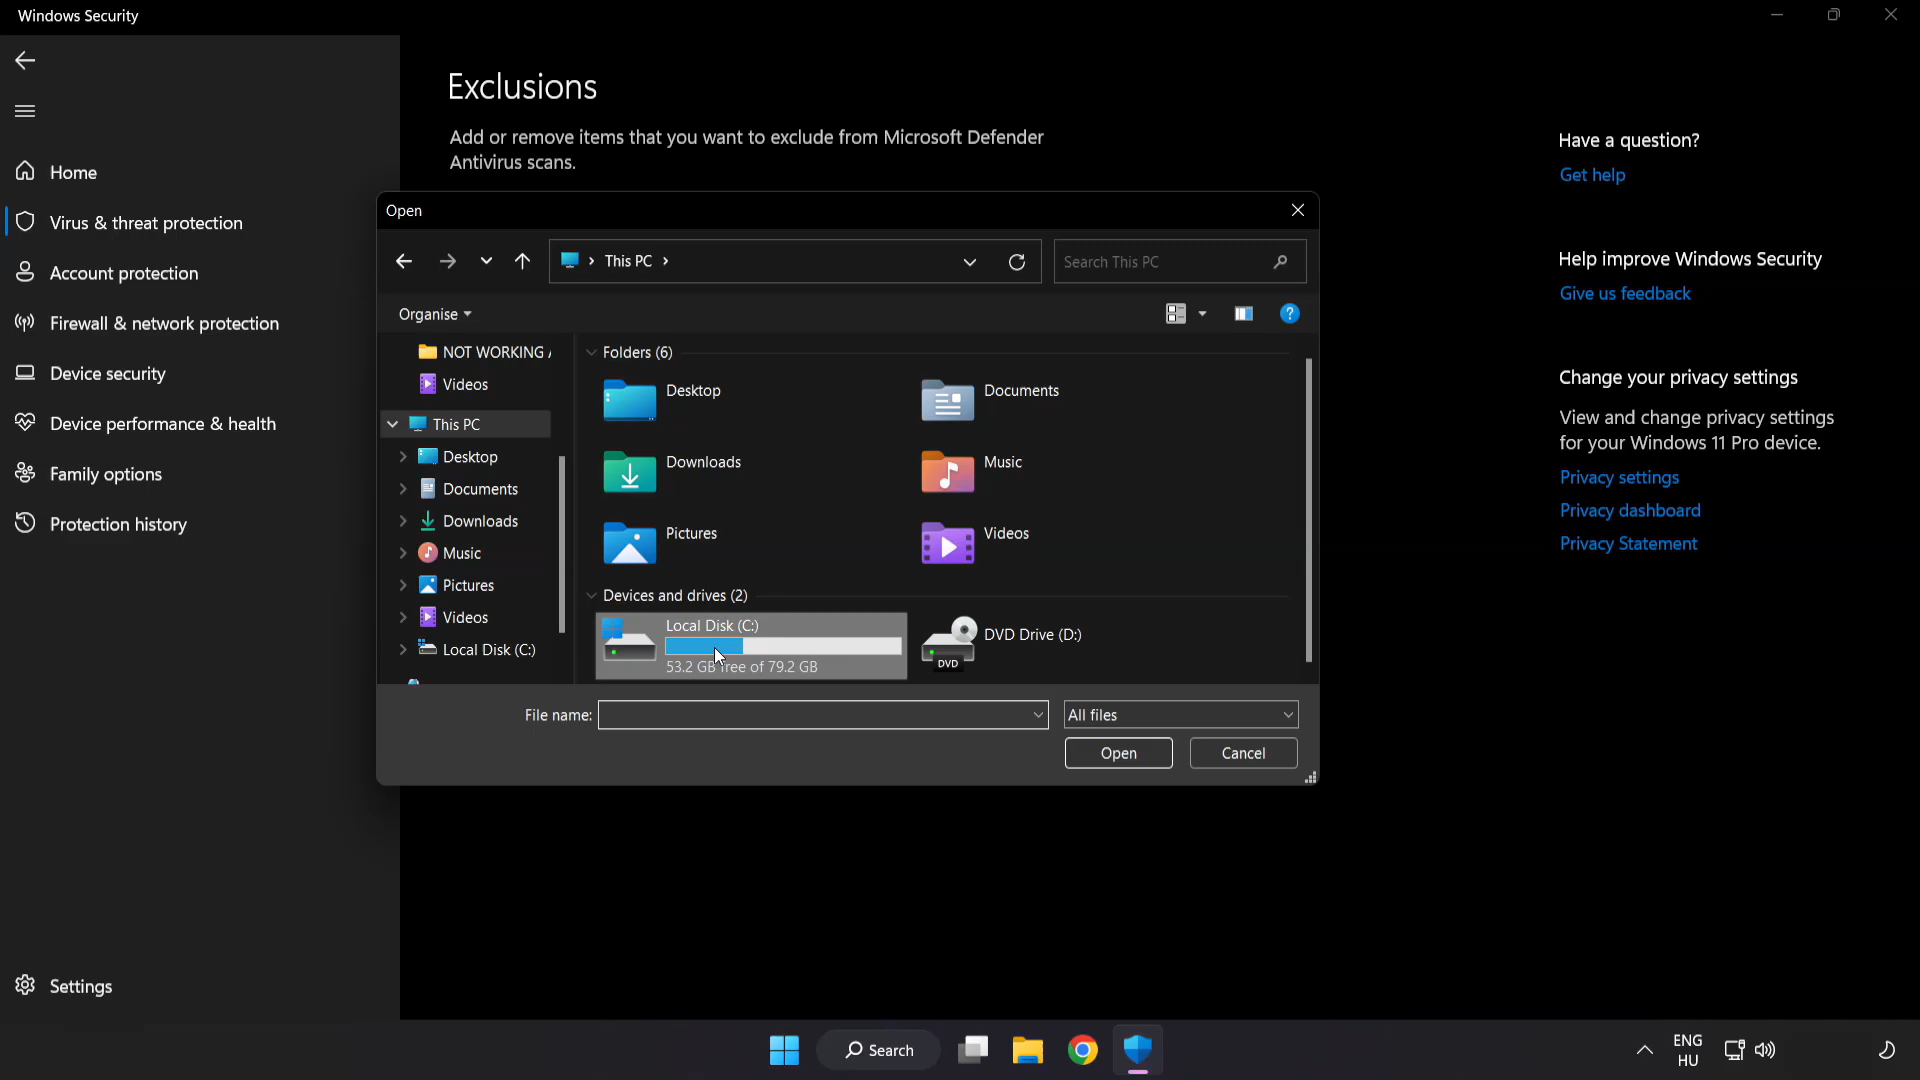 Windows Security
Home
Virus & threat protection
Account protection
Firewall & network protection
Device security
Device performance & health
Family options
Protection history
Settings
Exclusions
Add or remove items that you want to exclude from Microsoft Defender
Antivirus scans.
Have a question?
Get help
Help improve Windows Security
Give us feedback
Change your privacy settings
View and change privacy settings
for your Windows 11 Pro device.
Privacy settings
Privacy dashboard
Privacy Statement
Open
This PC
Search This PC
Organise
NOT WORKING
Videos
This PC
Desktop
Documents
Downloads
Music
Pictures
Videos
Local Disk (C:)
Folders (6)
Desktop
Documents
Downloads
Music
Pictures
Videos
Devices and drives (2)
Local Disk (C:)
53.2 GB free of 79.2 GB
DVD Drive (D:)
DVD
File name:
All files
Open
Cancel
Search
ENG
HU